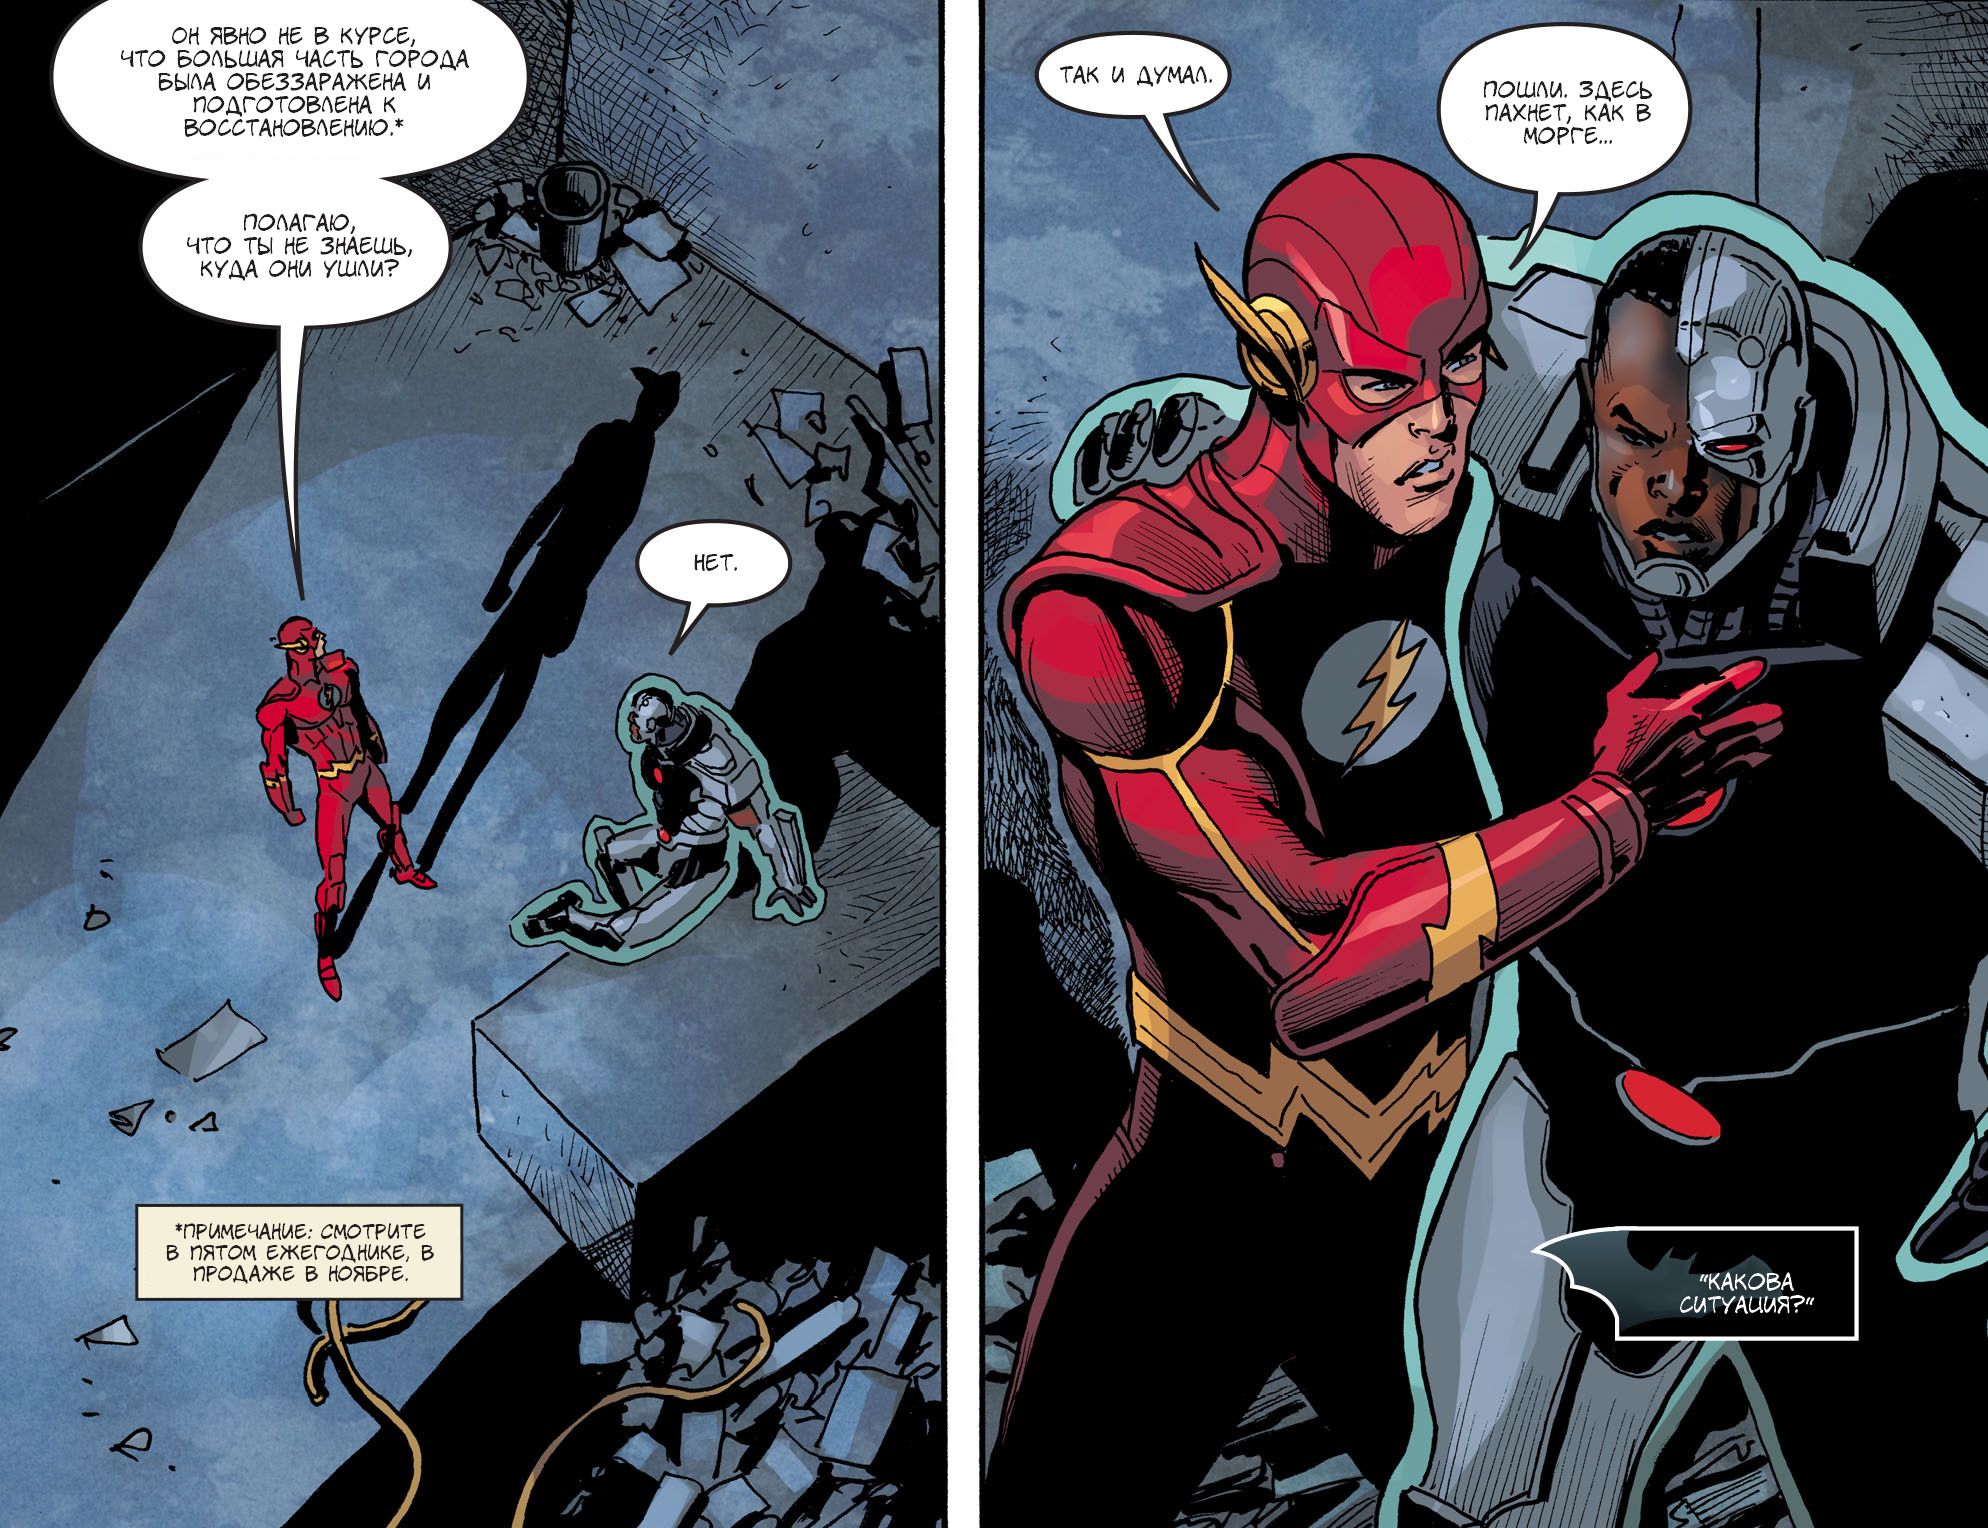 ОН ЯВНО НЕ В КУРСЕ,
ЧТО БОЛЬШАЯ ЧАСТЬ ГОРОДА
БЫЛА ОБЕЗЗАРАЖЕНА И
ПОДГОТОВЛЕНА К
ВОССТАНОВЛЕНИЮ.*
ПОЛАГАЮ,
ЧТО ТЫ НЕ ЗНАЕШЬ,
КУДА ОНИ УШЛИ?
НЕТ.
*ПРИМЕЧАНИЕ: СМОТРИТЕ
В ПЯТОМ ЕЖЕГОДНИКЕ, В
ПРОДАЖЕ В НОЯБРЕ.
ТАК И ДУМАЛ.
ПОШЛИ. ЗДЕСЬ
ПАХНЕТ, КАК В
МОРГЕ...
"КАКОВА
СИТУАЦИЯ?"